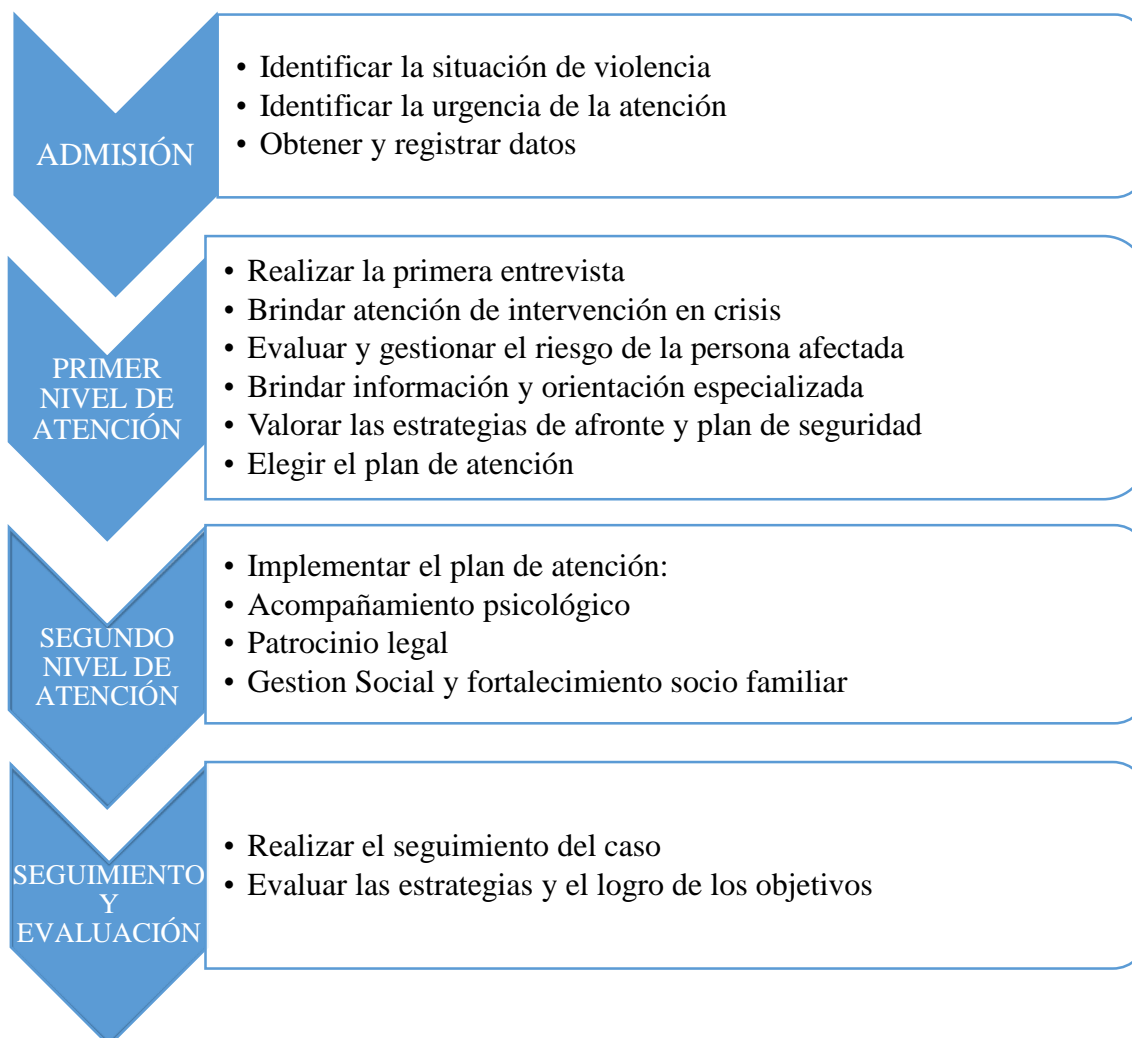 ADMISIÓN
• Identificar la situación de violencia
• Identificar la urgencia de la atención
• Obtener y registrar datos
PRIMER
NIVEL DE
ATENCIÓN
• Realizar la primera entrevista
• Brindar atención de intervención en crisis
• Evaluar y gestionar el riesgo de la persona afectada
• Brindar información y orientación especializada
• Valorar las estrategias de afronte y plan de seguridad
• Elegir el plan de atención
SEGUNDO
NIVEL DE
ATENCIÓN
• Implementar el plan de atención:
• Acompañamiento psicológico
• Patrocinio legal
• Gestion Social y fortalecimiento socio familiar
SEGUIMIENTO
Y
EVALUACIÓN
• Realizar el seguimiento del caso
• Evaluar las estrategias y el logro de los objetivos